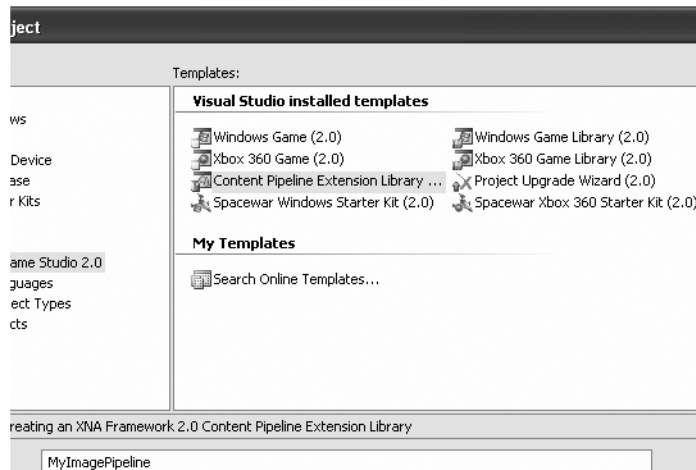 ject
Templates:
Visual Studio installed templates
ws
Windows Game (2.0)
Windows Game Library (2.0)
Device
Xbox 360 Game (2.0)
Xbox 360 Game Library (2.0)
ase
Content Pipeline Extension Library ...
Project Upgrade Wizard (2.0)
r Kits
Spacewar Windows Starter Kit (2.0)
Spacewar Xbox 360 Starter Kit (2.0)
My Templates
ame Studio 2.0
guages
Search Online Templates...
ect Types
cts
reating an XNA Framework 2.0 Content Pipeline Extension Library
MyImagePipeline